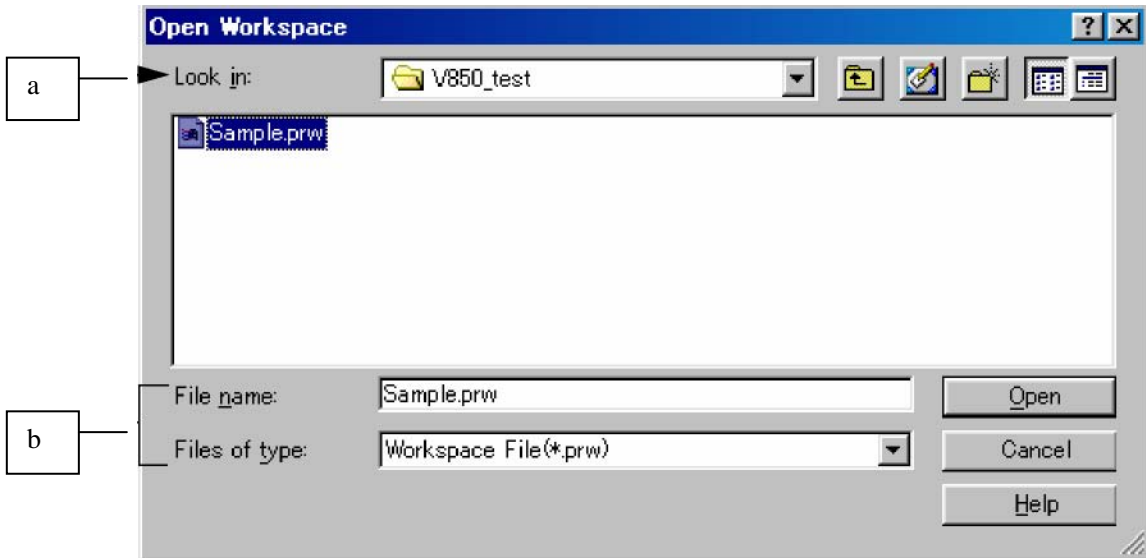 Open Workspace
a
Look in:
V850_test
Sample.prw
File name:
Sample.prw
Open
b
Files of type:
Workspace File(*.prw)
Cancel
Help